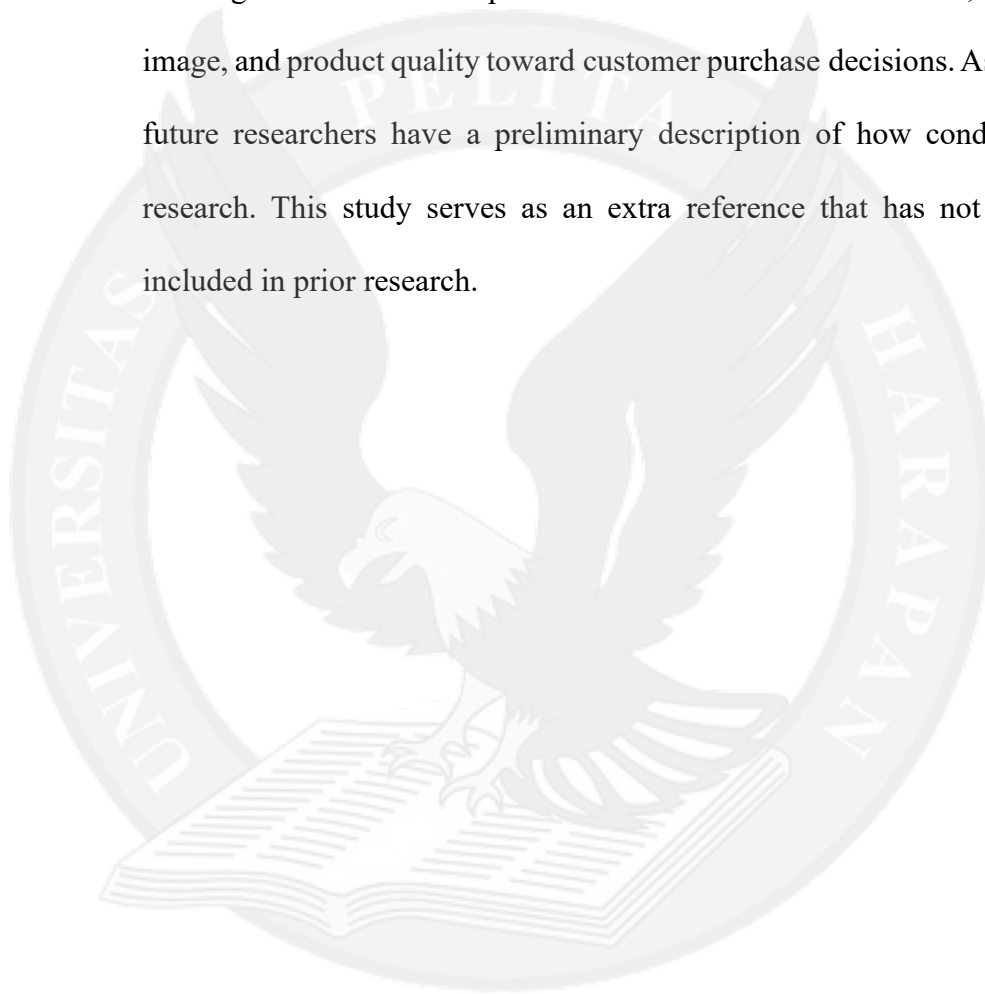 image, and product quality toward customer purchase decisions. As
future researchers have a preliminary description of how cond
research. This study serves as an extra reference that has not
included in prior research.
UNIVERSITAS PELITA HARAPAN